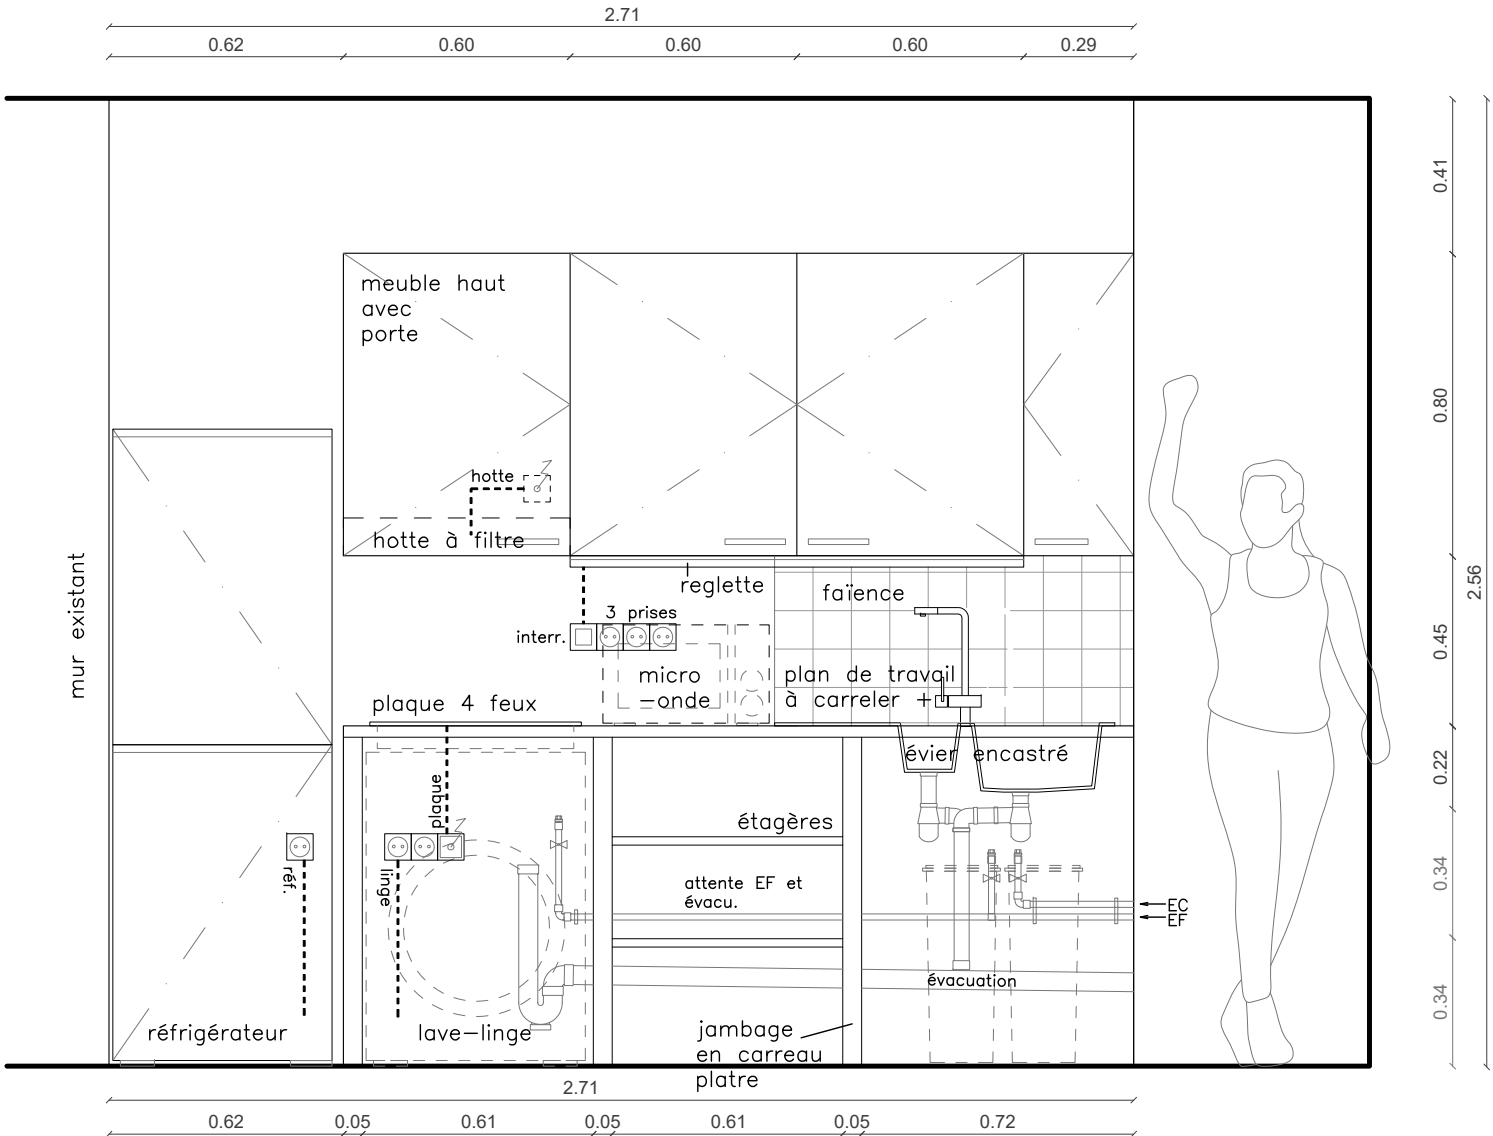 2.71
0.62 0.60 0.60 0.60 0.29
0.41
meuble haut
avec
porte
0.80
hotte
hotte à filtre
mur existant
reglette
faïence
2.56
3 prises
interr.
0.45
micro
-onde
plan de travail
à carreler +
plaque 4 feux
évier encastré
0.22
plaque
étagères
réf.
linge
attente EF et
évacu.
0.34
EC
EF
évacuation
0.34
réfrigérateur
lave-linge
jambage
en carreau
platre
2.71
0.62 0.05 0.61 0.05 0.61 0.05 0.72